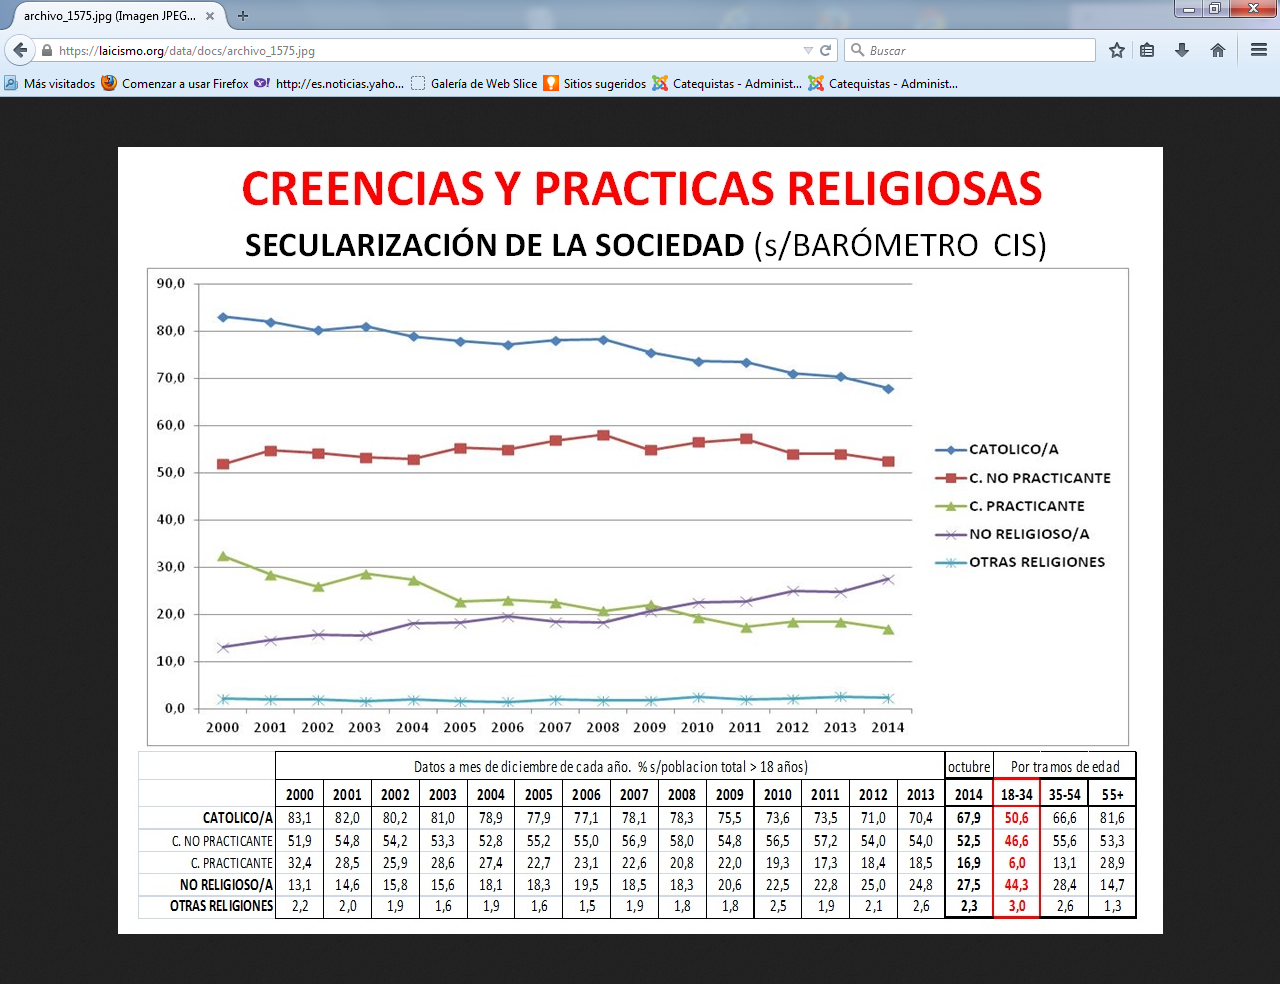 archivo_1575.jpg (Imagen JPEG...
https://laicismo.org/data/docs/archivo_1575.jpg
Buscar
Más visitados Comenzar a usar Firefox http://es.noticias.yaho... Galería de Web Slice Sitios sugeridos Catequistas - Administ... Catequistas - Administ...
CREENCIAS Y PRACTICAS RELIGIOSAS
SECULARIZACIÓN DE LA SOCIEDAD (s/BARÓMETRO CIS)
90,0
80,0
70,0
60,0
50,0
40,0
30,0
20,0
10,0
0,0
2000 2001 2002 2003 2004 2005 2006 2007 2008 2009 2010 2011 2012 2013 2014
CATOLICO/A
C. NO PRACTICANTE
C. PRACTICANTE
NO RELIGIOSO/A
OTRAS RELIGIONES
Datos a mes de diciembre de cada año. % s/poblacion total > 18 años) octubre Por tramos de edad
2000 2001 2002 2003 2004 2005 2006 2007 2008 2009 2010 2011 2012 2013 2014 18-34 35-54 55+
CATOLICO/A 83,1 82,0 80,2 81,0 78,9 77,9 77,1 78,1 78,3 75,5 73,6 73,5 71,0 70,4 67,9 50,6 66,6 81,6
C. NO PRACTICANTE 51,9 54,8 54,2 53,3 52,8 55,2 55,0 56,9 58,0 54,8 56,5 57,2 54,0 54,0 52,5 46,6 55,6 53,3
C. PRACTICANTE 32,4 28,5 25,9 28,6 27,4 22,7 23,1 22,6 20,8 22,0 19,3 17,3 18,4 18,5 16,9 6,0 13,1 28,9
NO RELIGIOSO/A 13,1 14,6 15,8 15,6 18,1 18,3 19,5 18,5 18,3 20,6 22,5 22,8 25,0 24,8 27,5 44,3 28,4 14,7
OTRAS RELIGIONES 2,2 2,0 1,9 1,6 1,9 1,6 1,5 1,9 1,8 1,8 2,5 1,9 2,1 2,6 2,3 3,0 2,6 1,3